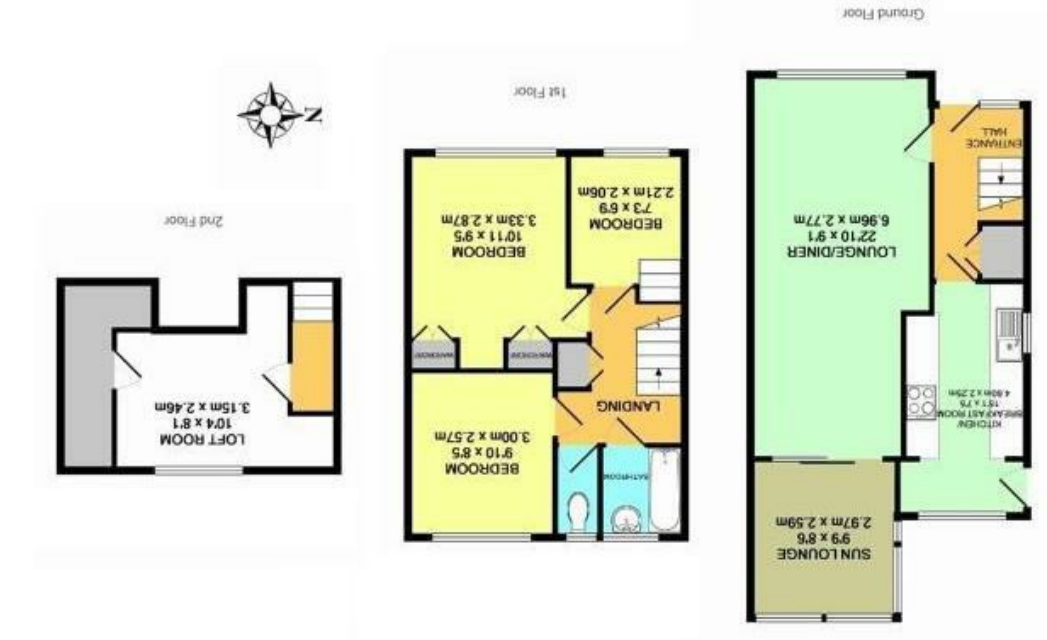 SUN LOUNGE
9'9 x 8'6
2.97m x 2.59m
KITCHEN/
BREAKFAST ROOM
15'1 x 7'5
4.60m x 2.25m
LOUNGE/DINER
22'10 x 9'1
6.96m x 2.77m
ENTRANCE
HALL
Ground Floor
BATHROOM
BEDROOM
9'10 x 8'5
3.00m x 2.57m
LANDING
WARDROBE
WARDROBE
BEDROOM
7'3 x 6'9
2.21m x 2.06m
BEDROOM
10'11 x 9'5
3.33m x 2.87m
1st Floor
LOFT ROOM
10'4 x 8'1
3.15m x 2.46m
2nd Floor
N